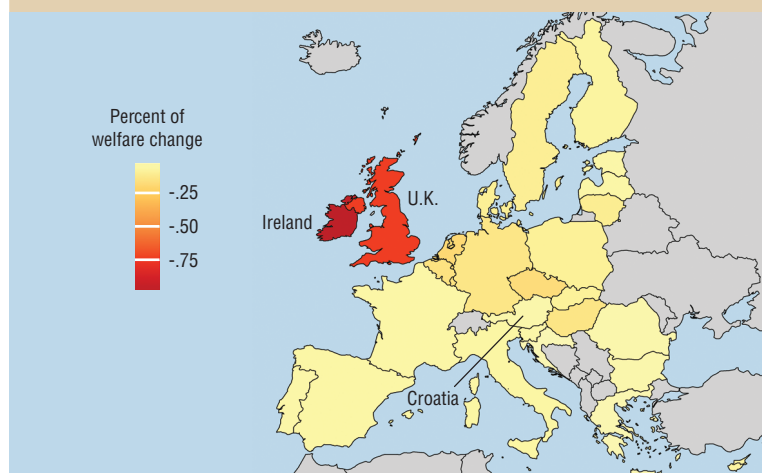 Percent of
welfare change
-.25
-.50
-.75
Ireland
U.K.
Croatia